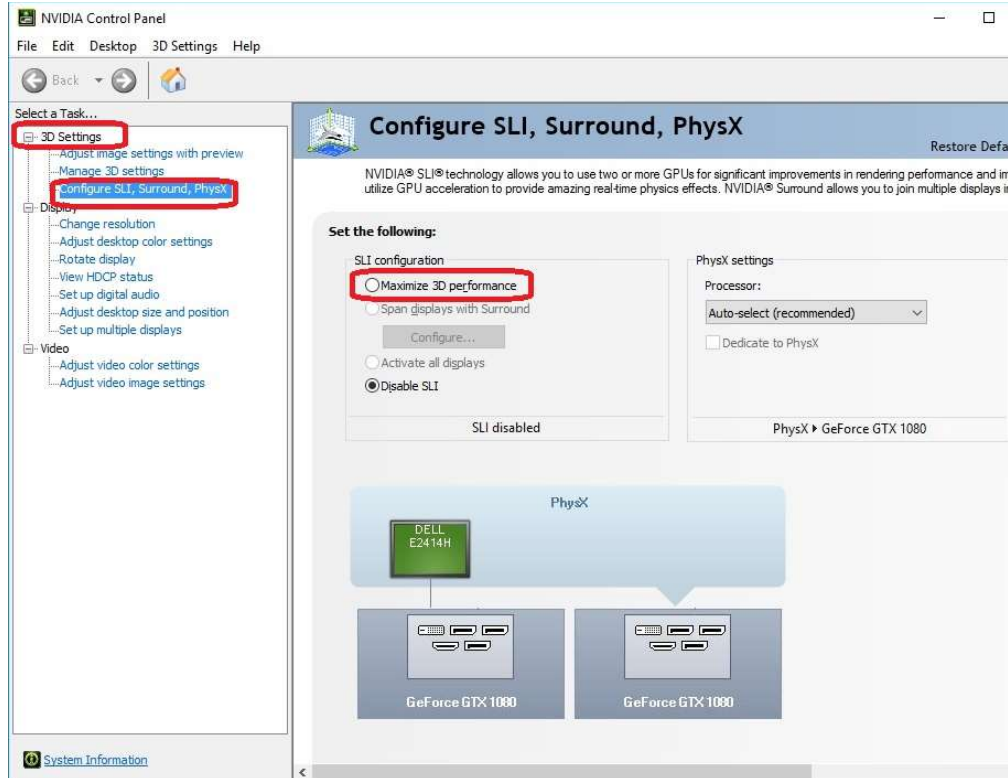 NVIDIA Control Panel
File Edit Desktop 3D Settings Help
Back
Select a Task...
3D Settings
Adjust image settings with preview
Manage 3D settings
Configure SLI, Surround, PhysX
Display
Change resolution
Adjust desktop color settings
Rotate display
View HDCP status
Set up digital audio
Adjust desktop size and position
Set up multiple displays
Video
Adjust video color settings
Adjust video image settings
System Information
Configure SLI, Surround, PhysX
Restore Defa
NVIDIA® SLI® technology allows you to use two or more GPUs for significant improvements in rendering performance and im
utilize GPU acceleration to provide amazing real-time physics effects. NVIDIA® Surround allows you to join multiple displays i
Set the following:
SLI configuration
Maximize 3D performance
Span displays with Surround
Configure...
Activate all displays
Disable SLI
SLI disabled
PhysX settings
Processor:
Auto-select (recommended)
Dedicate to PhysX
PhysX ▸ GeForce GTX 1080
PhysX
DELL
E2414H
GeForce GTX 1080
GeForce GTX 1080